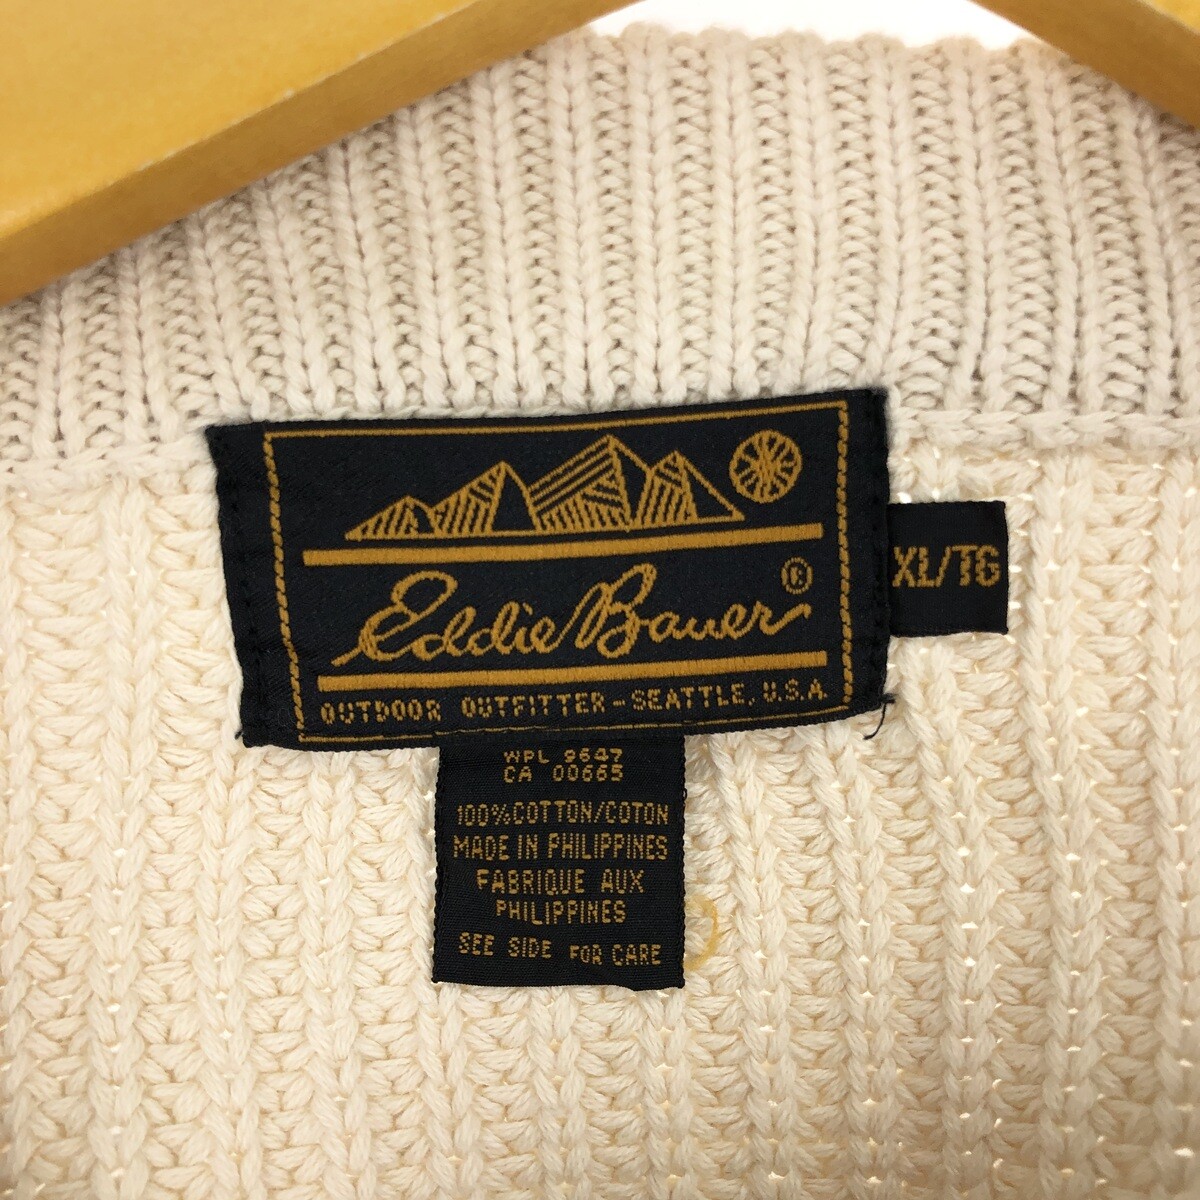 Eddie Bauer ®
OUTDOOR OUTFITTER-SEATTLE, U.S.A.
XL/TG
WPL 9647
CA 00665
100%COTTON/COTON
MADE IN PHILIPPINES
FABRIQUE AUX
PHILIPPINES
SEE SIDE FOR CARE